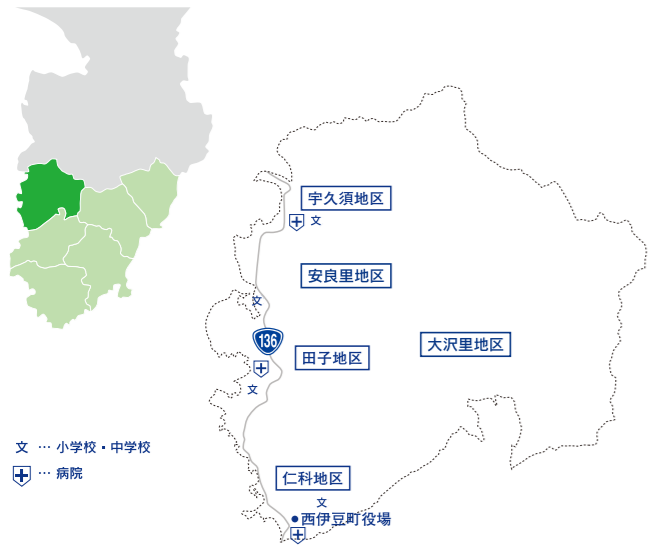 宇久須地区
文
安良里地区
文
136
大沢里地区
田子地区
文
文 … 小学校・中学校
… 病院
仁科地区
文
西伊豆町役場